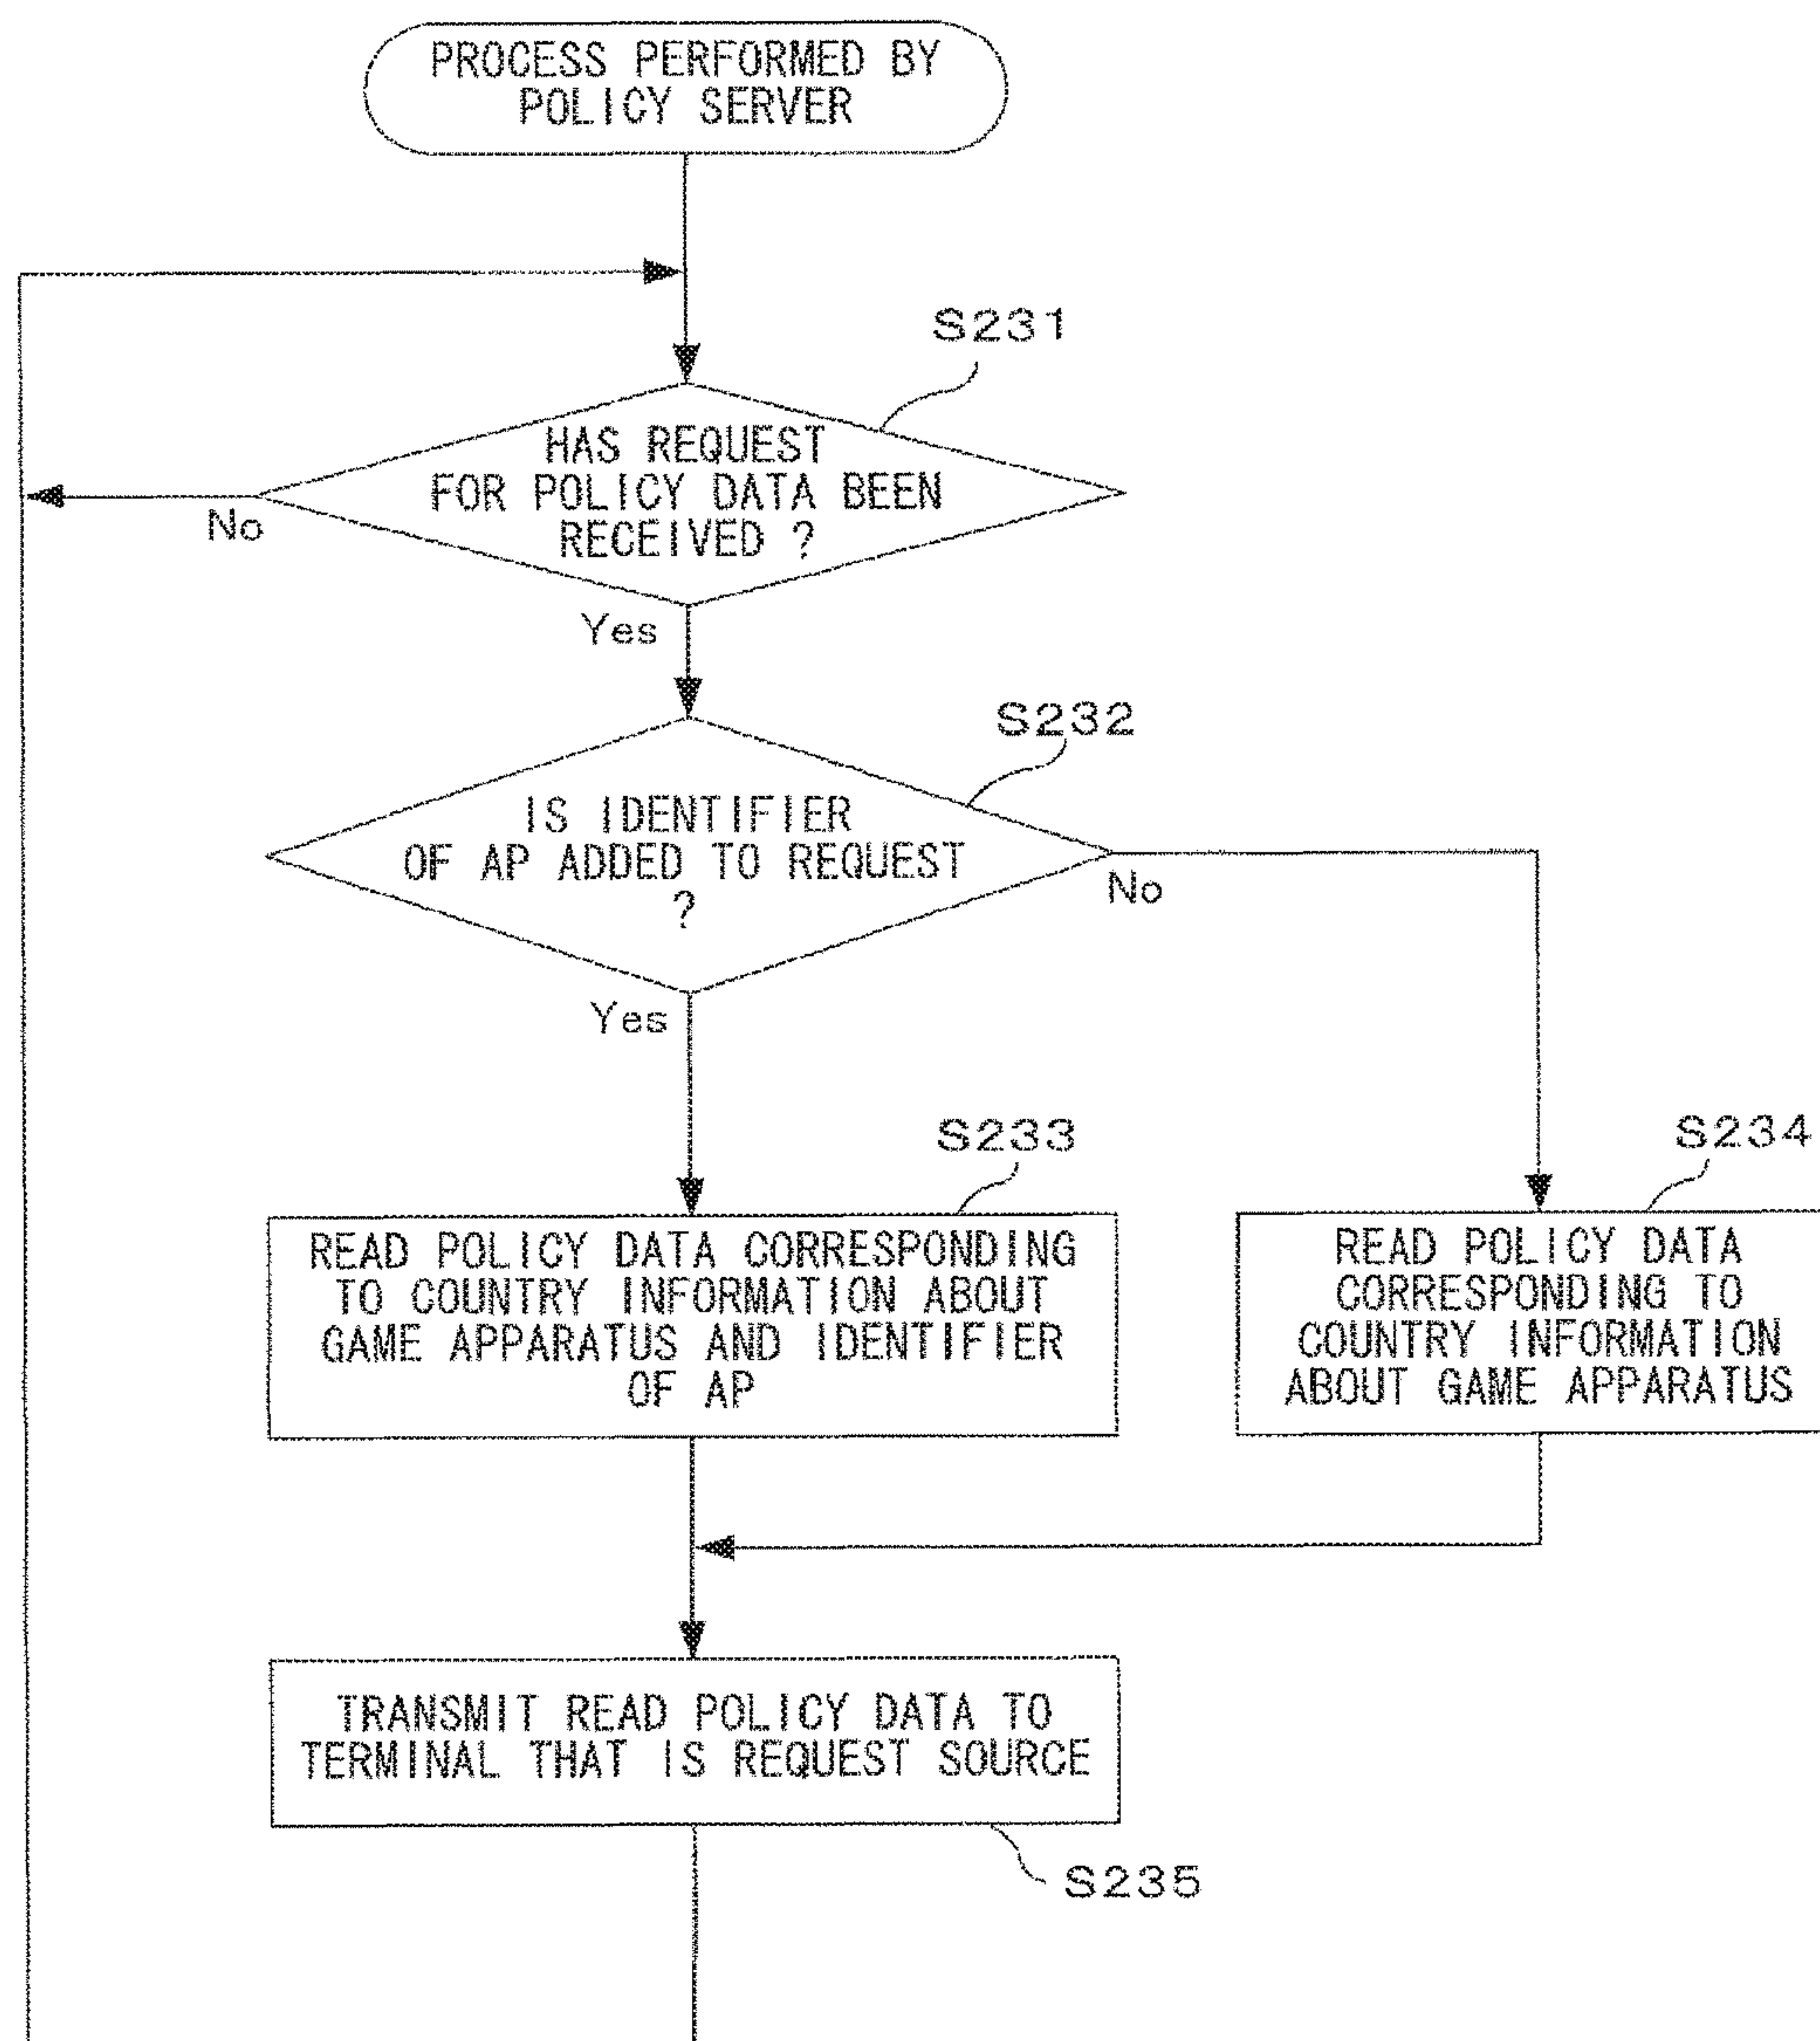 PROCESS PERFORMED BY
POLICY SERVER
S231
HAS REQUEST
FOR POLICY DATA BEEN
RECEIVED ?
No
Yes
S232
IS IDENTIFIER
OF AP ADDED TO REQUEST
?
No
Yes
S233
READ POLICY DATA CORRESPONDING
TO COUNTRY INFORMATION ABOUT
GAME APPARATUS AND IDENTIFIER
OF AP
S234
READ POLICY DATA
CORRESPONDING TO
COUNTRY INFORMATION
ABOUT GAME APPARATUS
TRANSMIT READ POLICY DATA TO
TERMINAL THAT IS REQUEST SOURCE
S235